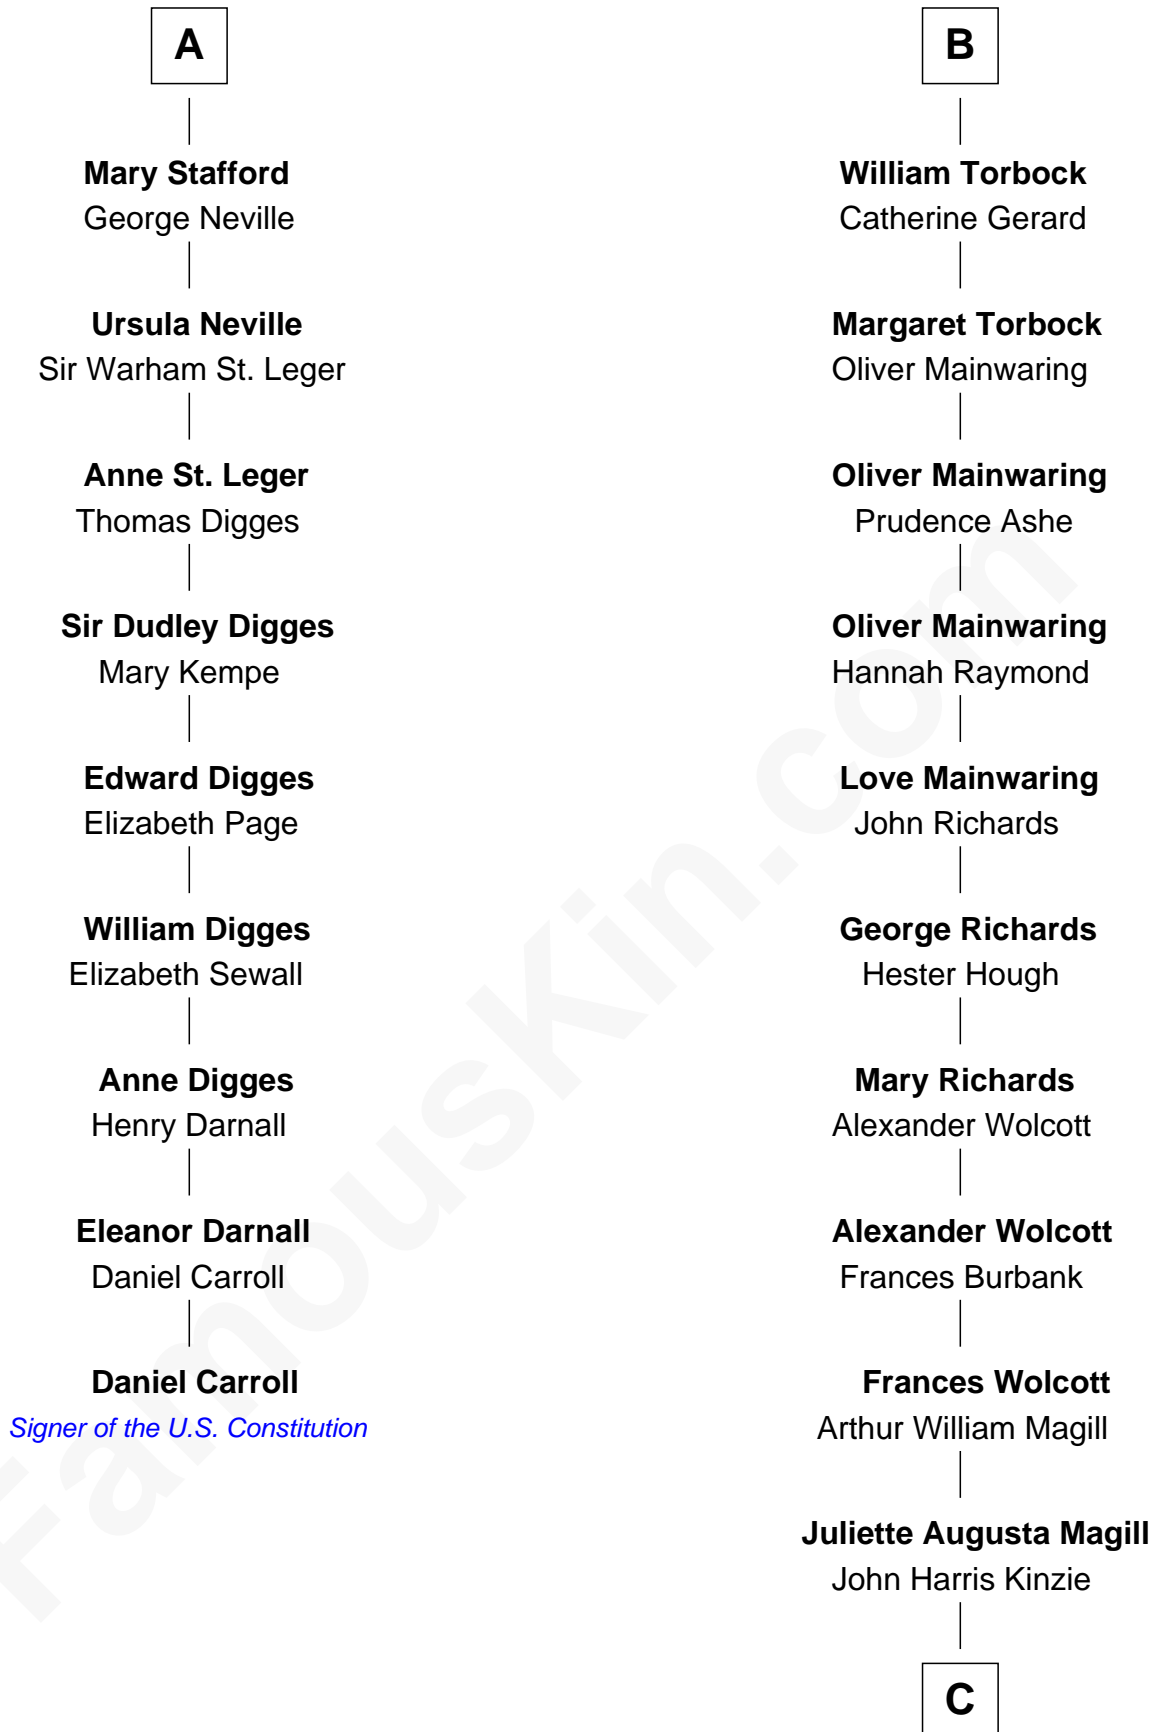 A
Mary Stafford
George Neville
Ursula Neville
Sir Warham St. Leger
Anne St. Leger
Thomas Digges
Sir Dudley Digges
Mary Kempe
Edward Digges
Elizabeth Page
William Digges
Elizabeth Sewall
Anne Digges
Henry Darnall
Eleanor Darnall
Daniel Carroll
Daniel Carroll
Signer of the U.S. Constitution
B
William Torbock
Catherine Gerard
Margaret Torbock
Oliver Mainwaring
Oliver Mainwaring
Prudence Ashe
Oliver Mainwaring
Hannah Raymond
Love Mainwaring
John Richards
George Richards
Hester Hough
Mary Richards
Alexander Wolcott
Alexander Wolcott
Frances Burbank
Frances Wolcott
Arthur William Magill
Juliette Augusta Magill
John Harris Kinzie
C
FamousKin.com